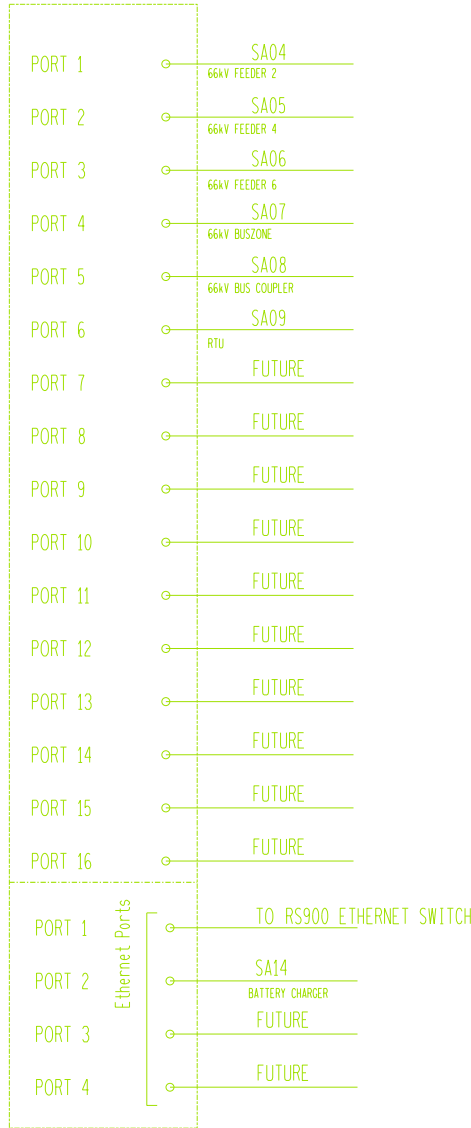 PORT 1 SA04
66kV FEEDER 2
PORT 2 SA05
66kV FEEDER 4
PORT 3 SA06
66kV FEEDER 6
PORT 4 SA07
66kV BUSZONE
PORT 5 SA08
66kV BUS COUPLER
PORT 6 SA09
RTU
PORT 7 FUTURE
PORT 8 FUTURE
PORT 9 FUTURE
PORT 10 FUTURE
PORT 11 FUTURE
PORT 12 FUTURE
PORT 13 FUTURE
PORT 14 FUTURE
PORT 15 FUTURE
PORT 16 FUTURE
Ethernet Ports
PORT 1 TO RS900 ETHERNET SWITCH
PORT 2 SA14
BATTERY CHARGER
PORT 3 FUTURE
PORT 4 FUTURE